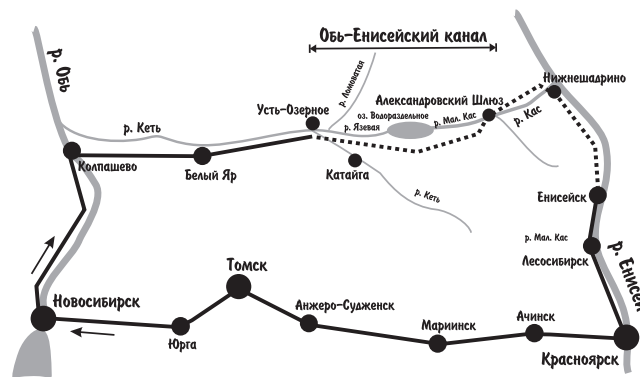 Обь-Енисейский канал
р. Обь
р. Ломоватая
Нижнешадрино
Усть-Озерное
Александровский Шлюз
оз. Водораздельное
р. Кеть
р. Язевая
р. Мал. Кас
р. Кас
Колпашево
Белый Яр
Катайга
р. Кеть
Енисейск
р. Мал. Кас
Лесосибирск
р. Енисей
Томск
Новосибирск
Анжеро-Судженск
Юрга
Мариинск
Ачинск
Красноярск